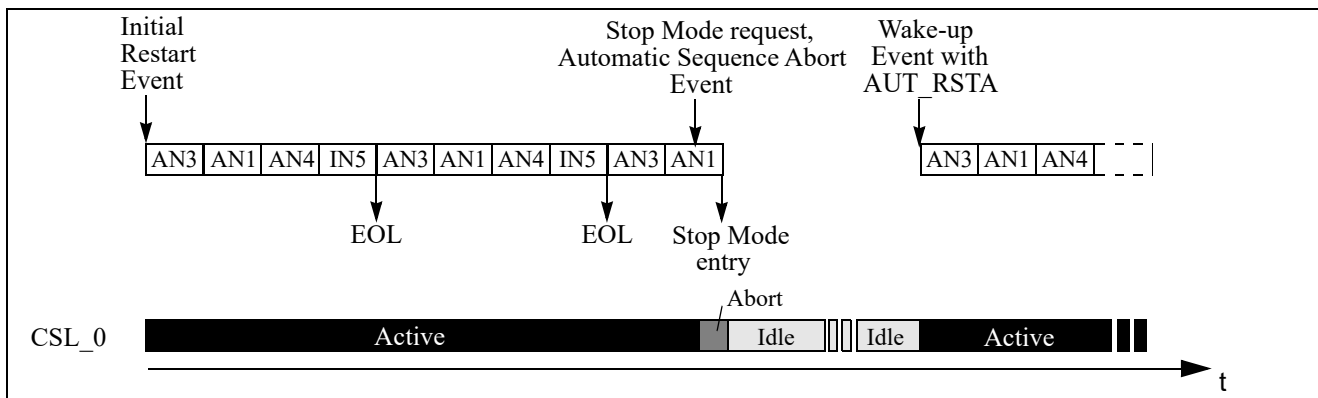 Initial
Restart
Event
Stop Mode request,
Automatic Sequence Abort
Event
Wake-up
Event with
AUT_RSTA
AN3 AN1 AN4 IN5 AN3 AN1 AN4 IN5 AN3 AN1
AN3 AN1 AN4
EOL
EOL
Stop Mode
entry
Abort
CSL_0
Active
Idle
Idle
Active
t